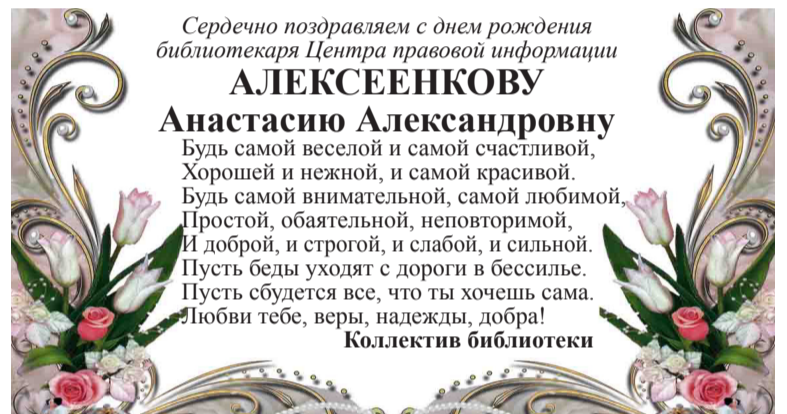 Сердечно поздравляем с днем рождения
библиотекаря Центра правовой информации
АЛЕКСЕЕНКОВУ
Анастасию Александровну
Будь самой веселой и самой счастливой,
Хорошей и нежной, и самой красивой.
Будь самой внимательной, самой любимой,
Простой, обаятельной, неповторимой,
И доброй, и строгой, и слабой, и сильной.
Пусть беды уходят с дороги в бессилье.
Пусть сбудется все, что ты хочешь сама.
Любви тебе, веры, надежды, добра!
Коллектив библиотеки